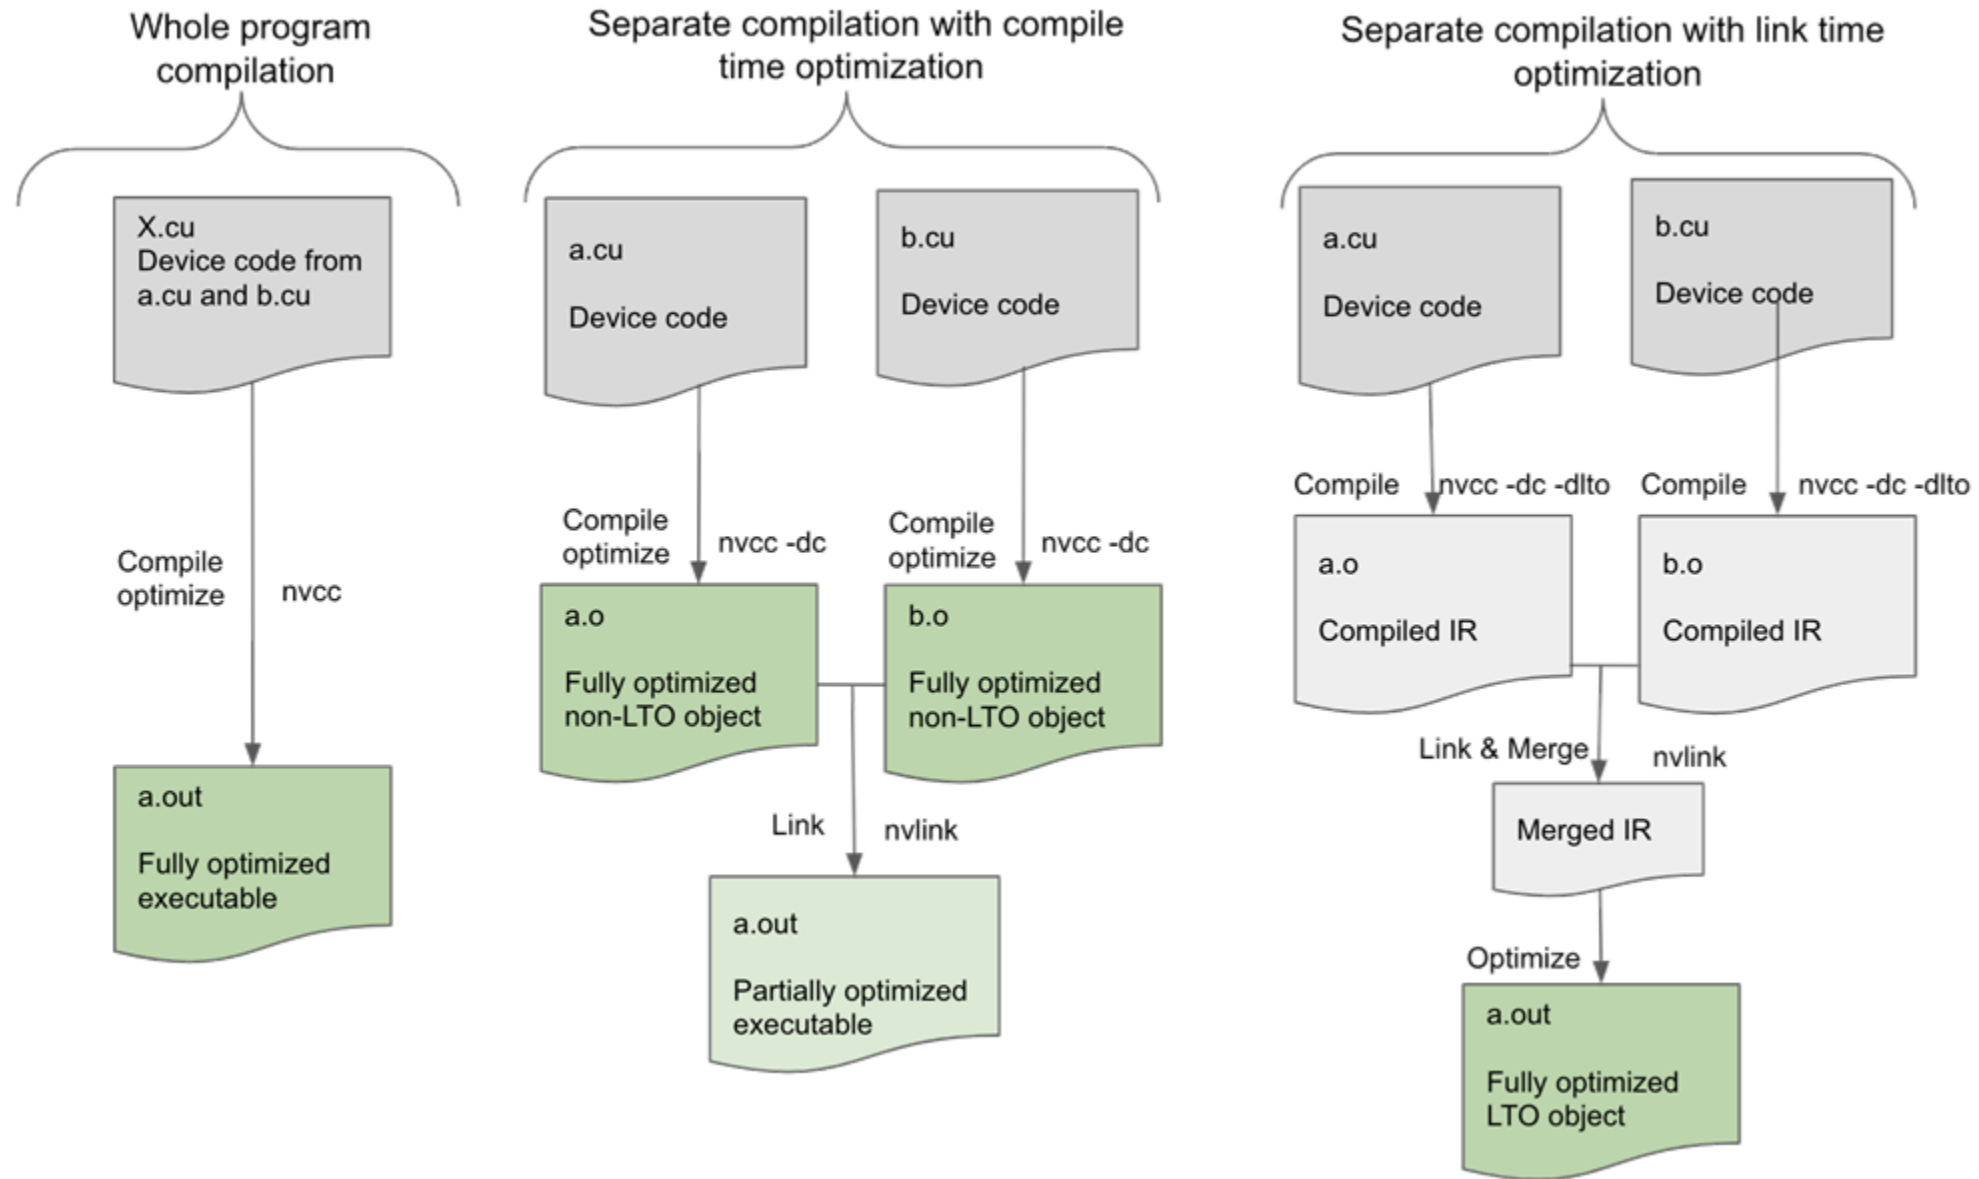 Whole program
compilation
X.cu
Device code from
a.cu and b.cu
Compile
optimize
nvcc
a.out
Fully optimized
executable
Separate compilation with compile
time optimization
a.cu
Device code
b.cu
Device code
Compile
optimize
nvcc -dc
Compile
optimize
nvcc -dc
a.o
Fully optimized
non-LTO object
b.o
Fully optimized
non-LTO object
Link
nvlink
a.out
Partially optimized
executable
Separate compilation with link time
optimization
a.cu
Device code
b.cu
Device code
Compile
nvcc -dc -dlto
Compile
nvcc -dc -dlto
a.o
Compiled IR
b.o
Compiled IR
Link & Merge
nvlink
Merged IR
Optimize
a.out
Fully optimized
LTO object